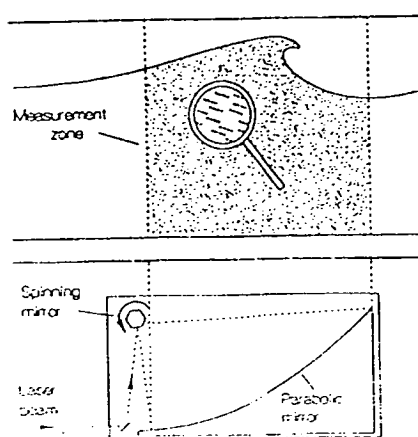 Measurement
zone
Spinning
mirror
Laser
beam
Parabolic
mirror